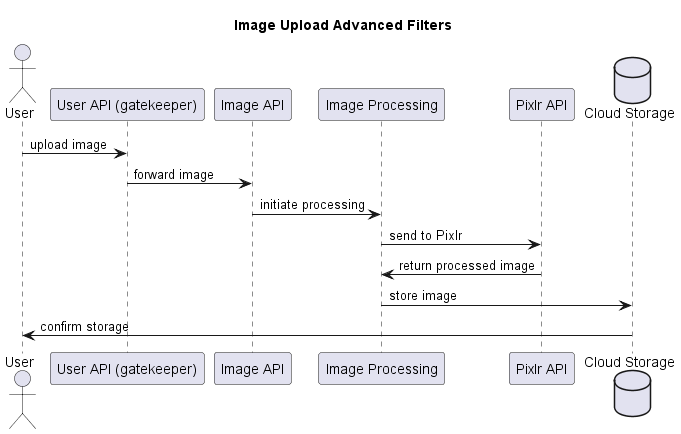 Image Upload Advanced Filters
User
User API (gatekeeper)
Image API
Image Processing
Pixlr API
Cloud Storage
upload image
forward image
initiate processing
send to Pixlr
return processed image
store image
confirm storage
User
User API (gatekeeper)
Image API
Image Processing
Pixlr API
Cloud Storage